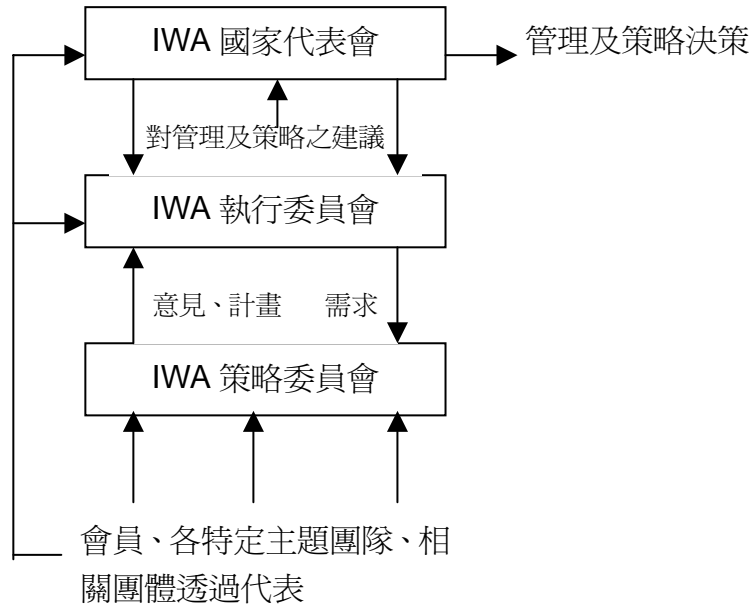 IWA 國家代表會
管理及策略決策
對管理及策略之建議
IWA 執行委員會
意見、計畫 需求
IWA 策略委員會
會員、各特定主題團隊、相
關團體透過代表